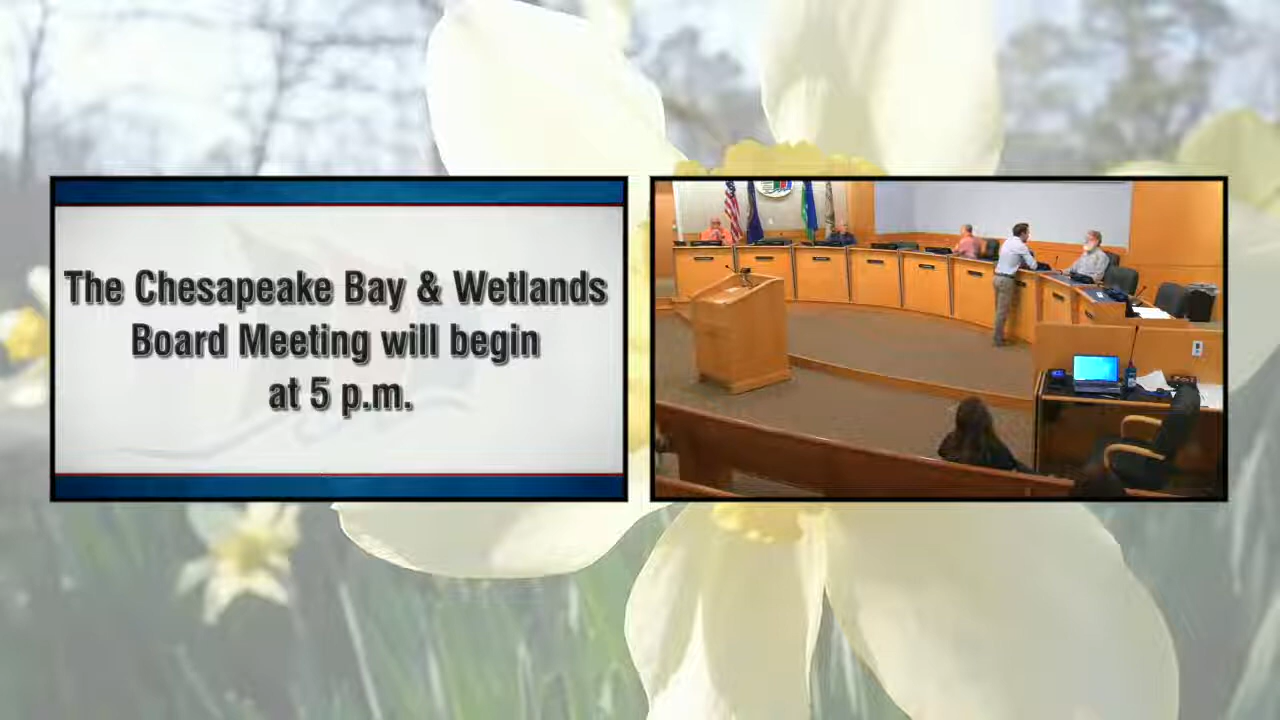 The Chesapeake Bay & Wetlands
Board Meeting will begin
at 5 p.m.